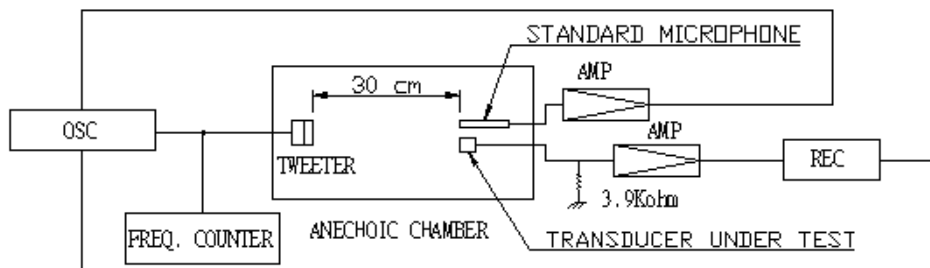 STANDARD MICROPHONE
30 cm
AMP
OSC
AMP
REC
TWEETER
3.9Kohm
ANECHOIC CHAMBER
FREQ. COUNTER
TRANSDUCER UNDER TEST